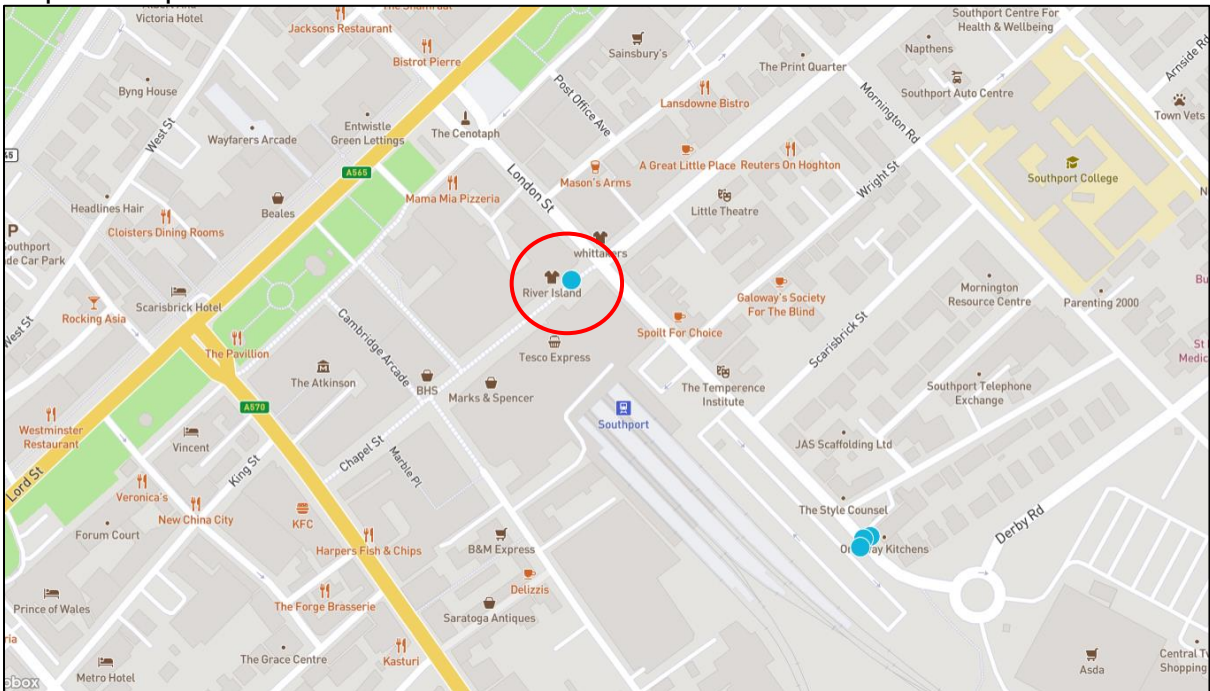 Victoria Hotel
Jacksons Restaurant
Bistrot Pierre
Sainsbury's
Southport Centre For
Health & Wellbeing
Napthens
Arnside Rd
The Print Quarter
Byng House
Post Office Ave
Lansdowne Bistro
Southport Auto Centre
Mornington Rd
Town Vets
The Cenotaph
Entwistle
Green Lettings
Wayfarers Arcade
West St
A565
A Great Little Place
Reuters On Hoghton
Southport College
Mason's Arms
London St
Wright St
Mama Mia Pizzeria
Headlines Hair
Beales
Little Theatre
Cloisters Dining Rooms
P
outhport
de Car Park
whittakers
River Island
Galoway's Society
For The Blind
Mornington
Resource Centre
Parenting 2000
Scarisbrick Hotel
Rocking Asia
West St
Cambridge Arcade
Spoilt For Choice
Scarisbrick St
The Pavillion
Tesco Express
The Atkinson
BHS
Marks & Spencer
The Temperence
Institute
Southport Telephone
Exchange
A570
Southport
Westminster
Restaurant
Vincent
King St
Chapel St
Marble Pl
JAS Scaffolding Ltd
Lord St
Veronica's
New China City
KFC
The Style Counsel
Forum Court
Harpers Fish & Chips
B&M Express
Kitchens
Derby Rd
Delizzis
Prince of Wales
The Forge Brasserie
Saratoga Antiques
The Grace Centre
Kasturi
Metro Hotel
Asda
Central
Shopping